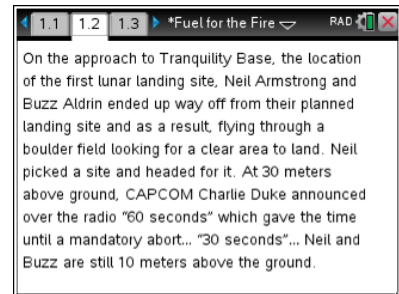 1.1 1.2 1.3 *Fuel for the Fire RAD
On the approach to Tranquility Base, the location
of the first lunar landing site, Neil Armstrong and
Buzz Aldrin ended up way off from their planned
landing site and as a result, flying through a
boulder field looking for a clear area to land. Neil
picked a site and headed for it. At 30 meters
above ground, CAPCOM Charlie Duke announced
over the radio “60 seconds” which gave the time
until a mandatory abort... “30 seconds”... Neil and
Buzz are still 10 meters above the ground.